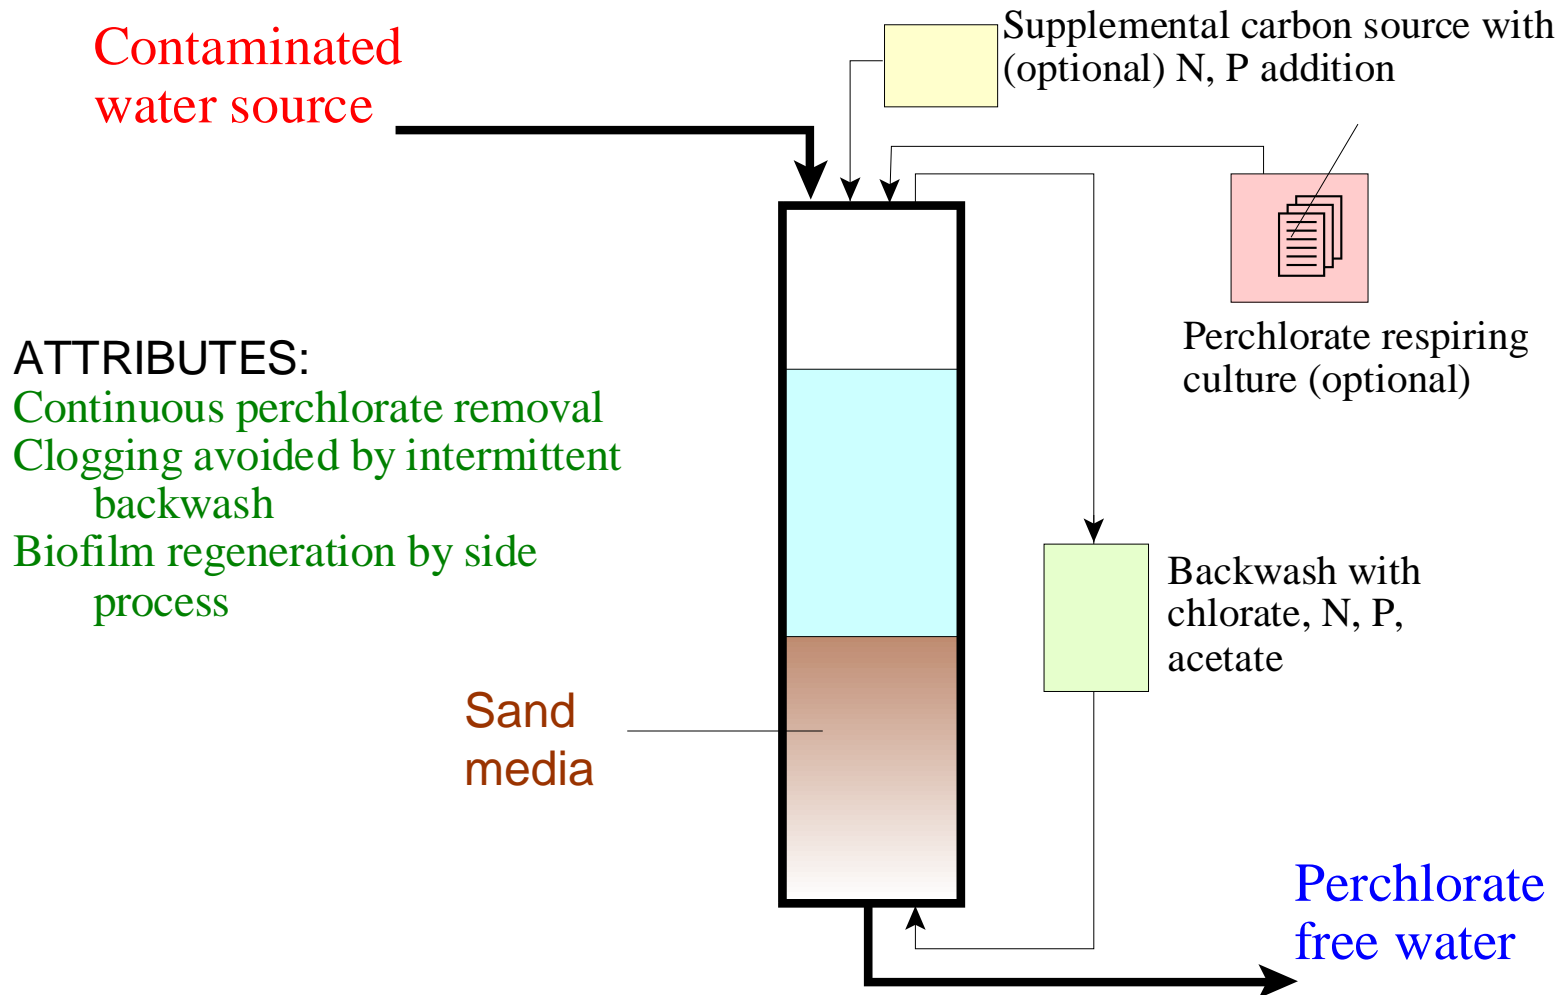 Contaminated
water source
Supplemental carbon source with
(optional) N, P addition
Perchlorate respiring
culture (optional)
ATTRIBUTES:
Continuous perchlorate removal
Clogging avoided by intermittent
backwash
Biofilm regeneration by side
process
Backwash with
chlorate, N, P,
acetate
Sand
media
Perchlorate
free water